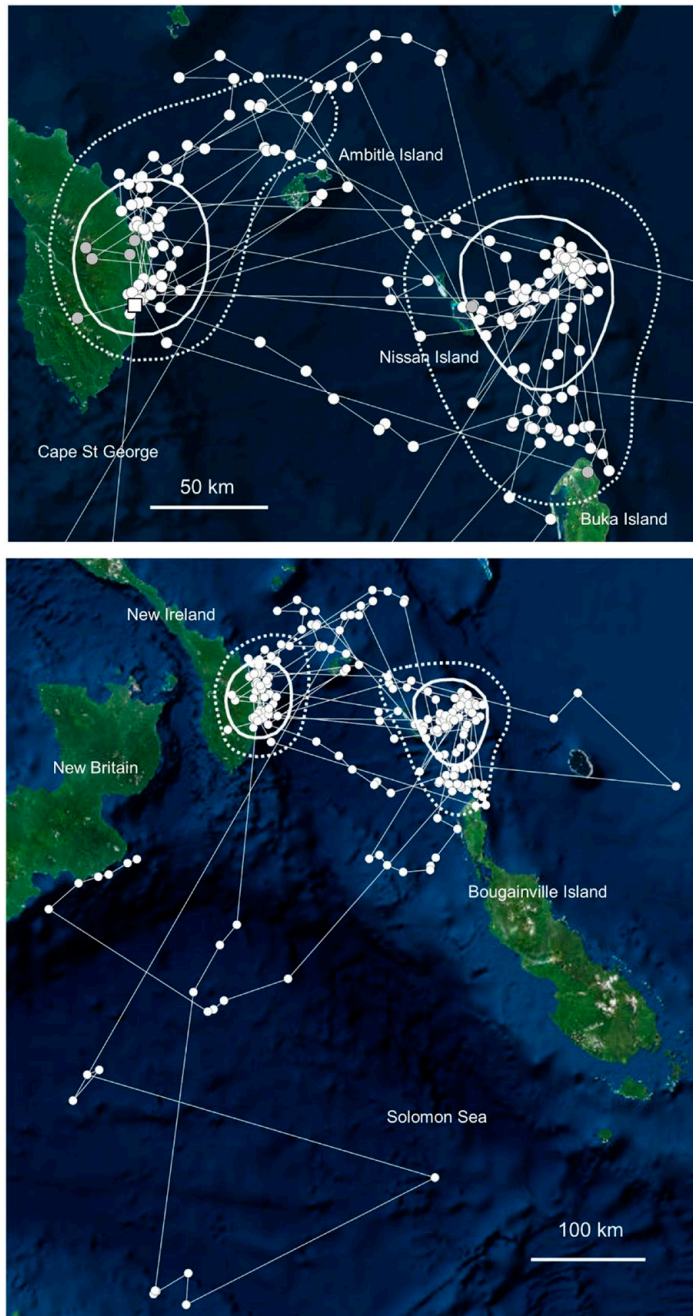 Ambitle Island
Nissan Island
Cape St George
50 km
Buka Island
New Ireland
New Britain
Bougainville Island
Solomon Sea
100 km